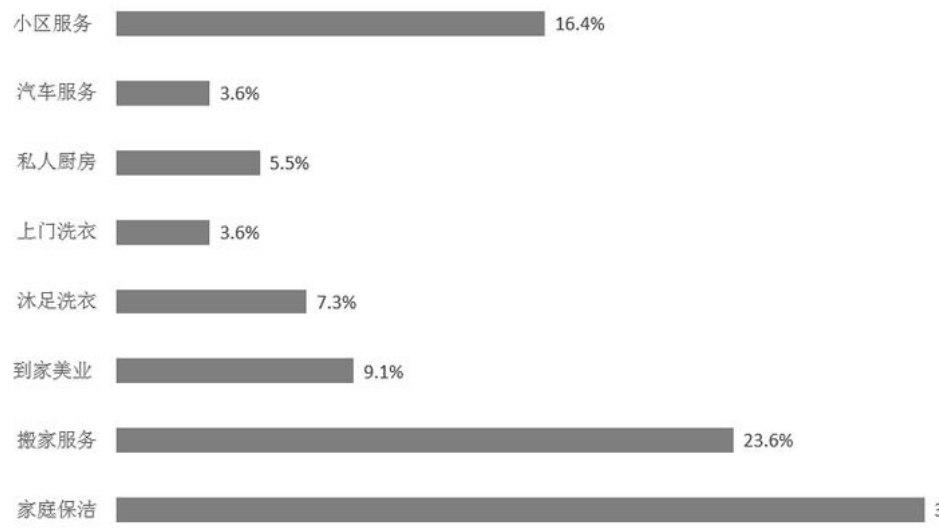 小区服务 16.4%
汽车服务 3.6%
私人厨房 5.5%
上门洗衣 3.6%
沐足洗衣 7.3%
到家美业 9.1%
搬家服务 23.6%
家庭保洁